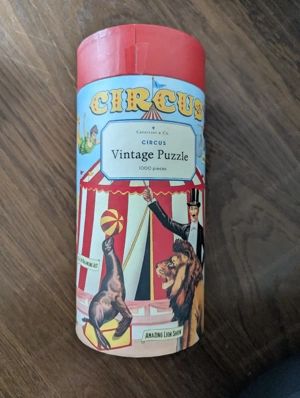 CIRCUS
CAVALLINI & CO.
CIRCUS
Vintage Puzzle
1000 pieces
AMAZING LION SHOW